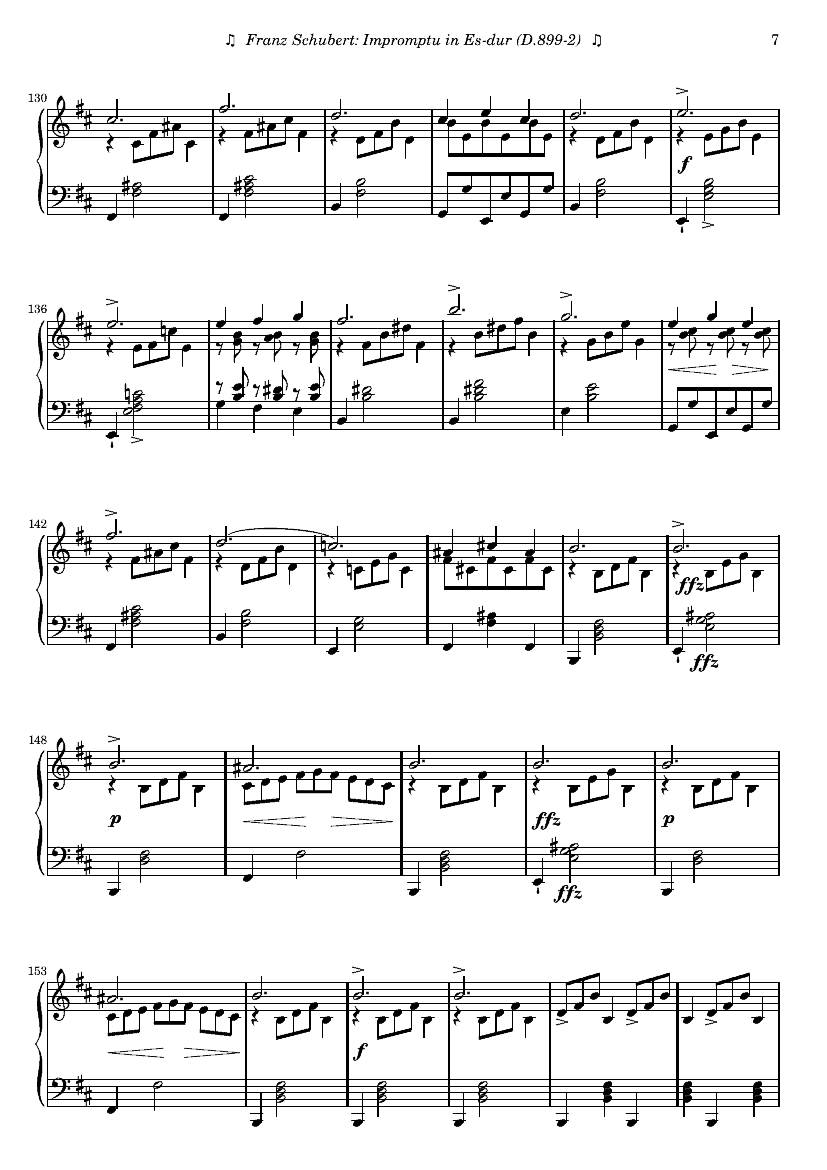 ♫ Franz Schubert: Impromptu in Es-dur (D.899-2) ♫ 7
130
f
136
142
ffz
ffz
148
p
ffz
p
ffz
153
f